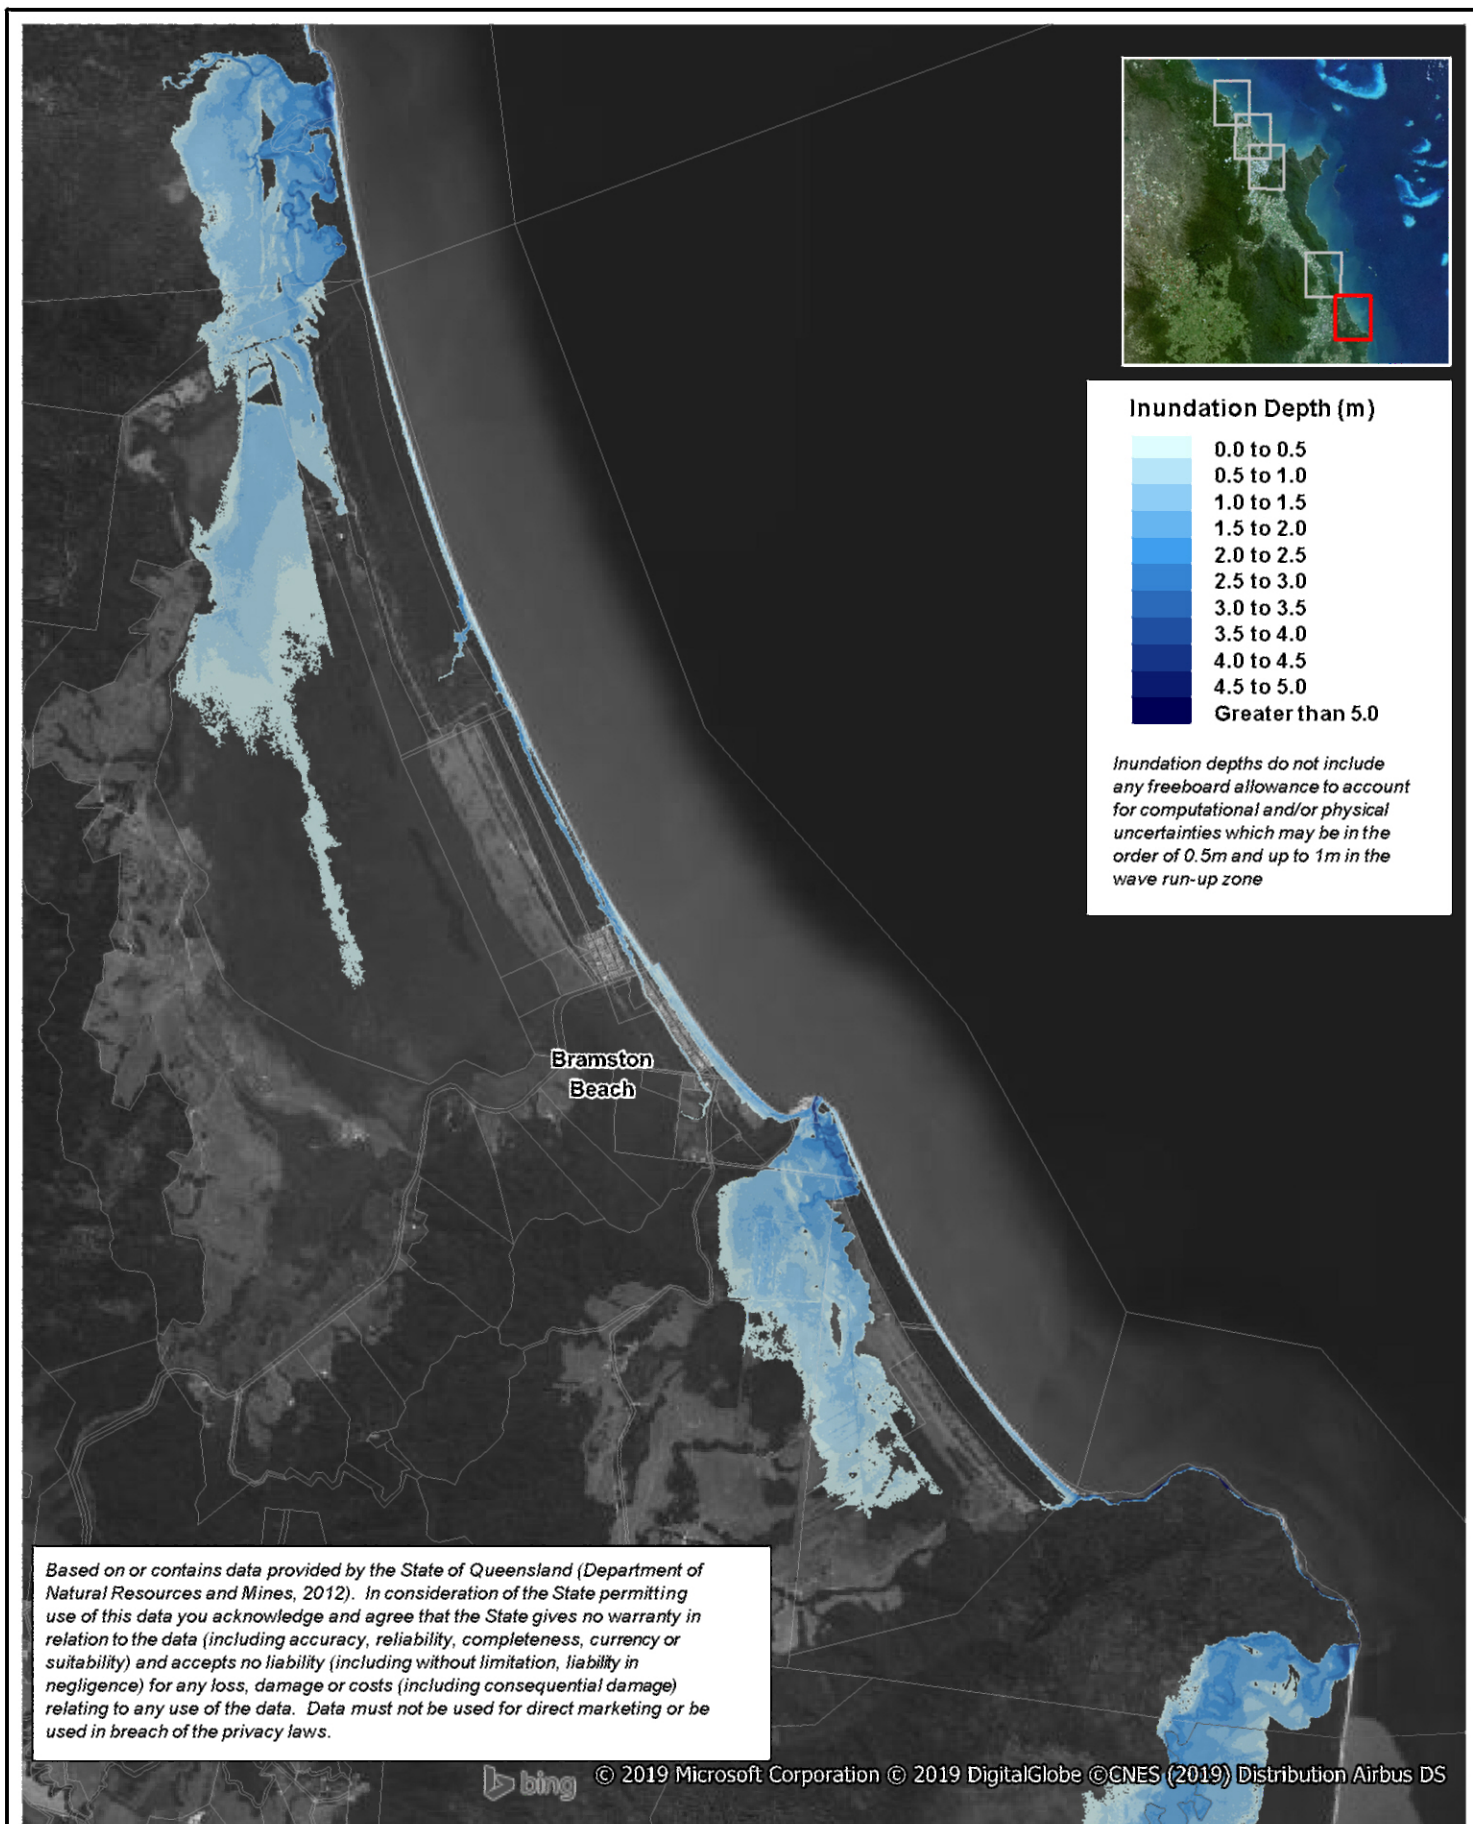 Inundation Depth (m)
0.0 to 0.5
0.5 to 1.0
1.0 to 1.5
1.5 to 2.0
2.0 to 2.5
2.5 to 3.0
3.0 to 3.5
3.5 to 4.0
4.0 to 4.5
4.5 to 5.0
Greater than 5.0
Inundation depths do not include
any freeboard allowance to account
for computational and/or physical
uncertainties which may be in the
order of 0.5m and up to 1m in the
wave run-up zone
Bramston
Beach
Based on or contains data provided by the State of Queensland (Department of
Natural Resources and Mines, 2012). In consideration of the State permitting
use of this data you acknowledge and agree that the State gives no warranty in
relation to the data (including accuracy, reliability, completeness, currency or
suitability) and accepts no liability (including without limitation, liability in
negligence) for any loss, damage or costs (including consequential damage)
relating to any use of the data. Data must not be used for direct marketing or be
used in breach of the privacy laws.
bing
© 2019 Microsoft Corporation © 2019 DigitalGlobe ©CNES (2019) Distribution Airbus DS